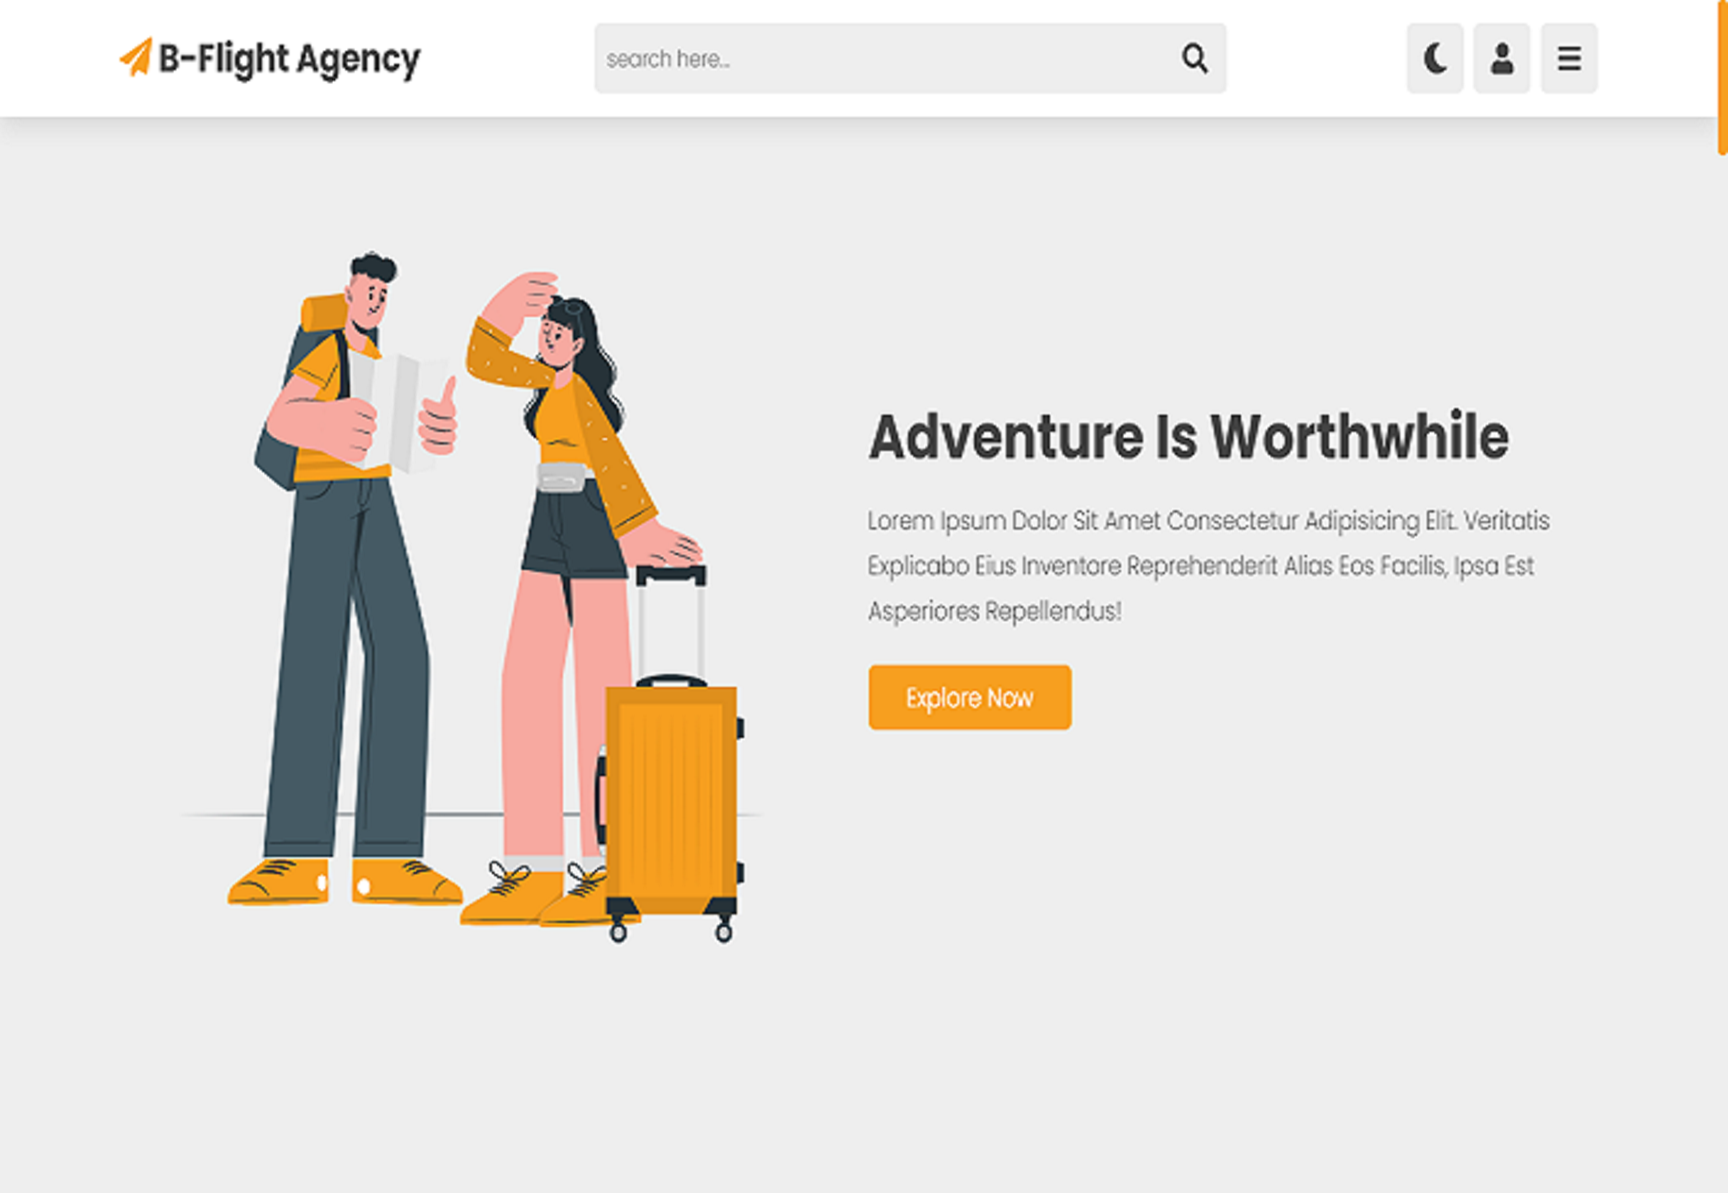 B-Flight Agency
search here...
Adventure Is Worthwhile
Lorem Ipsum Dolor Sit Amet Consectetur Adipisicing Elit. Veritatis
Explicabo Eius Inventore Reprehenderit Alias Eos Facilis, Ipsa Est
Asperiores Repellendus!
Explore Now